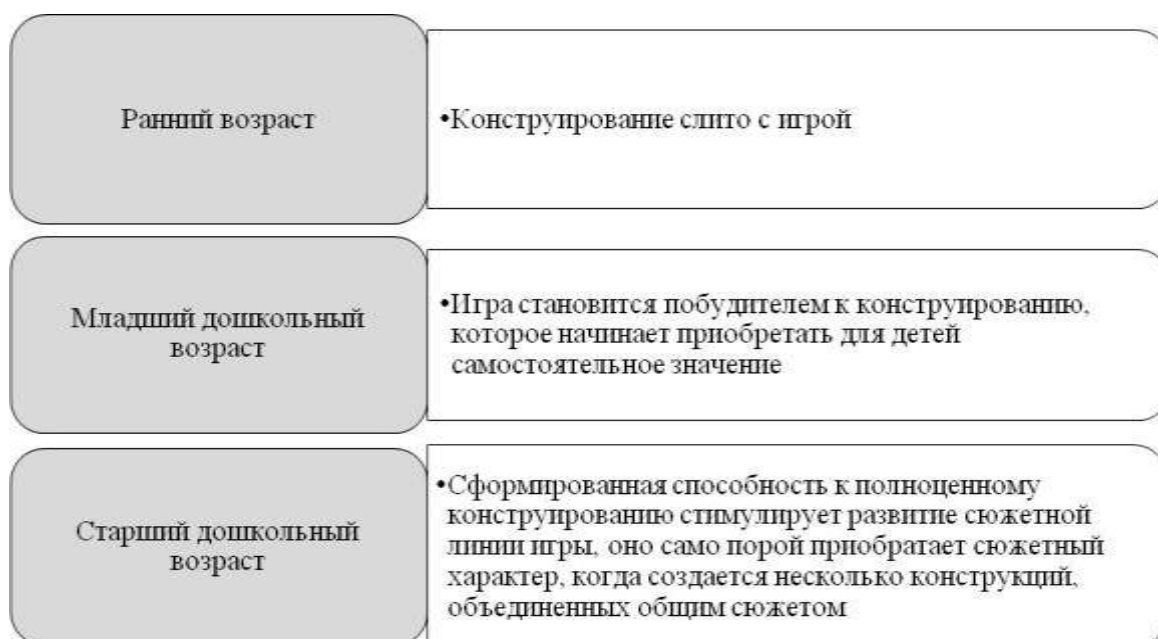 Ранний возраст
•Конструирование слито с игрой
Младший дошкольный
возраст
•Игра становится побудителем к конструированию,
которое начинает приобретать для детей
самостоятельное значение
Старший дошкольный
возраст
•Сформированная способность к полноценному
конструированию стимулирует развитие сюжетной
линии игры, оно само порой приобратает сюжетный
характер, когда создается несколько конструкций,
объединенных общим сюжетом